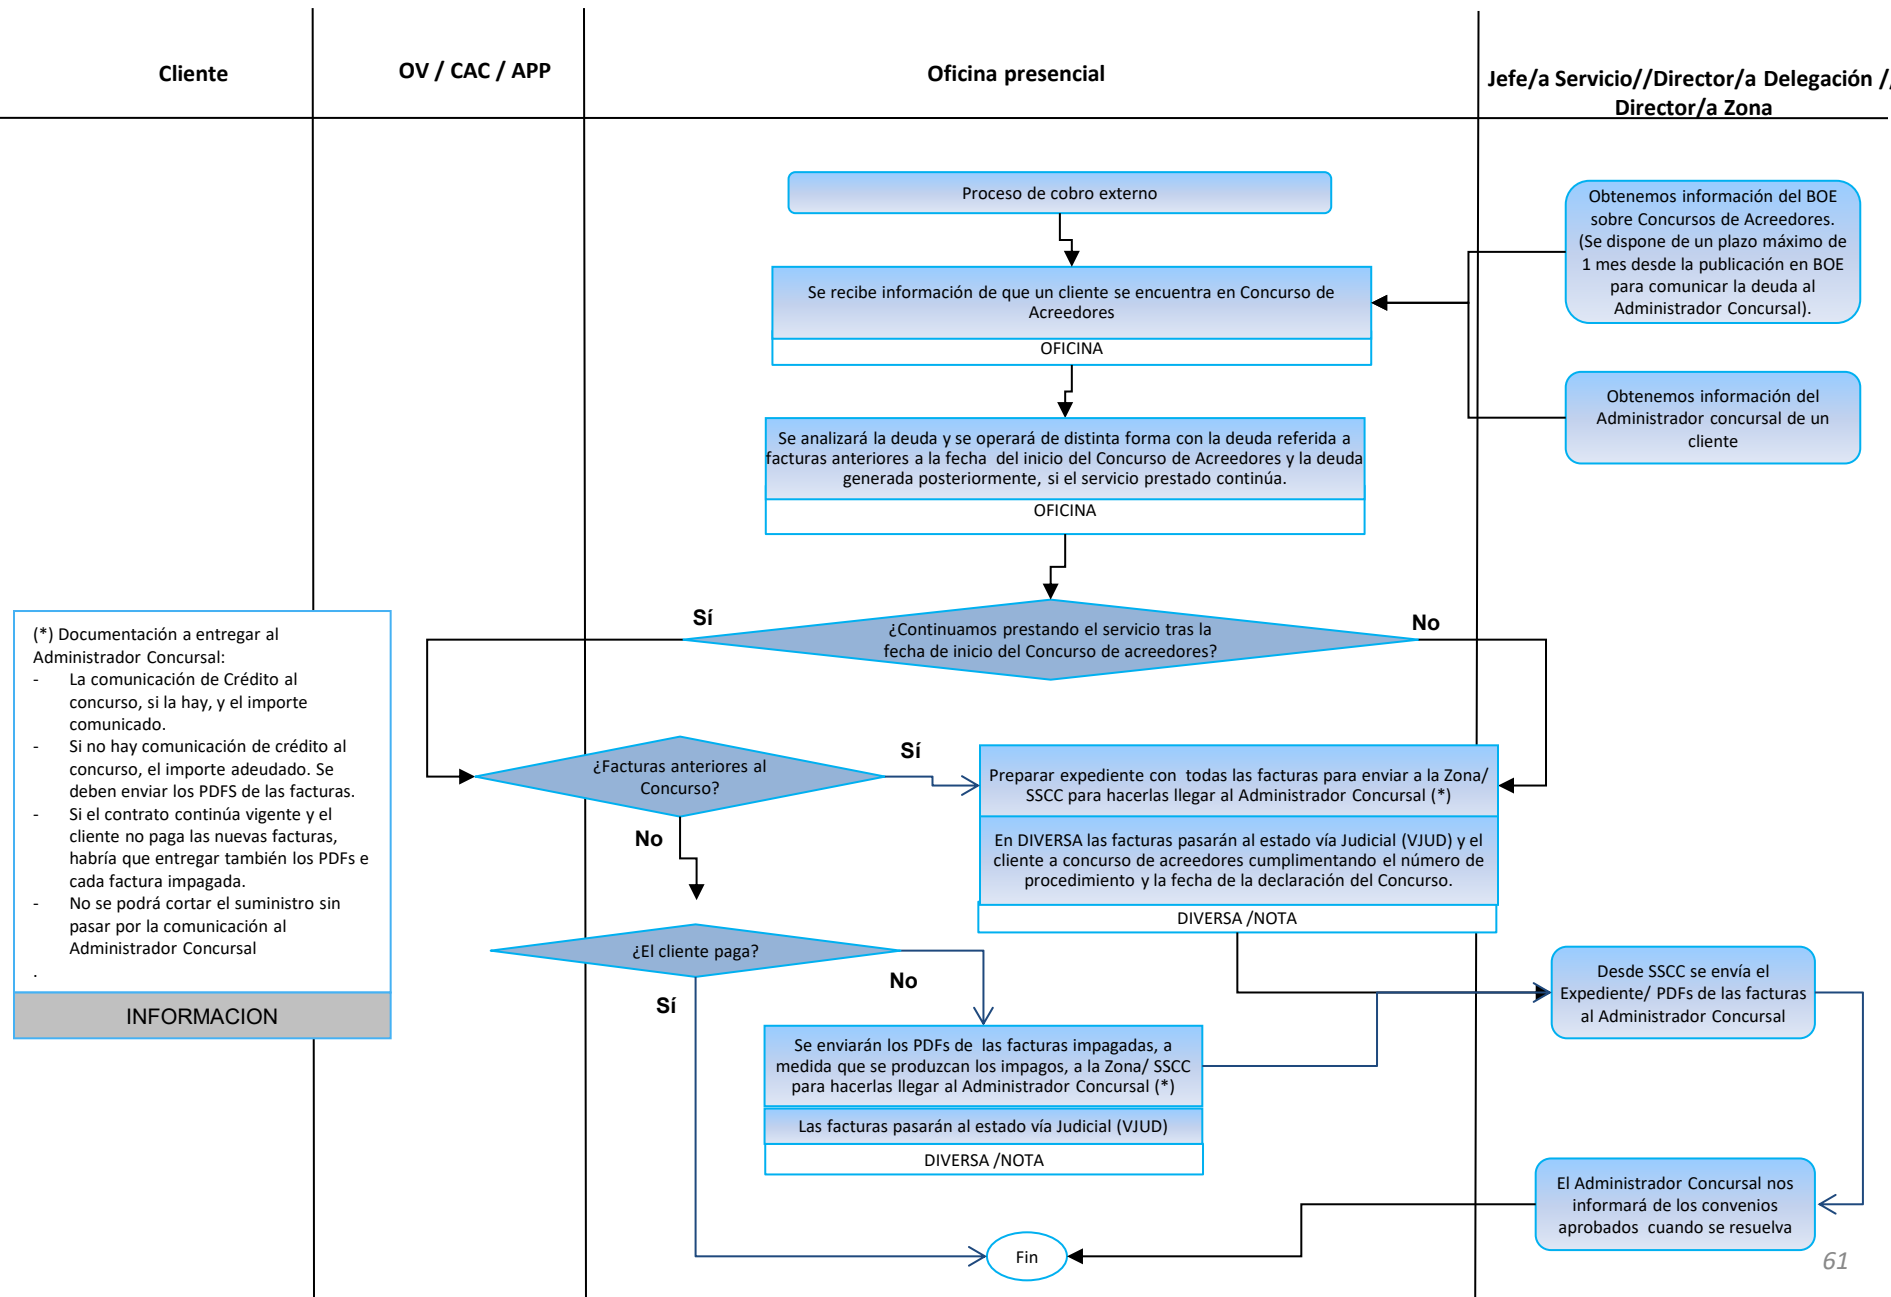 Cliente
OV / CAC / APP
Oficina presencial
Jefe/a Servicio//Director/a Delegación //
Director/a Zona
Proceso de cobro externo
Obtenemos información del BOE
sobre Concursos de Acreedores.
(Se dispone de un plazo máximo de
1 mes desde la publicación en BOE
para comunicar la deuda al
Administrador Concursal).
Se recibe información de que un cliente se encuentra en Concurso de
Acreedores
OFICINA
Obtenemos información del
Administrador concursal de un
cliente
Se analizará la deuda y se operará de distinta forma con la deuda referida a
facturas anteriores a la fecha del inicio del Concurso de Acreedores y la deuda
generada posteriormente, si el servicio prestado continúa.
OFICINA
Sí
¿Continuamos prestando el servicio tras la
fecha de inicio del Concurso de acreedores?
No
(*) Documentación a entregar al
Administrador Concursal:
- La comunicación de Crédito al
concurso, si la hay, y el importe
comunicado.
- Si no hay comunicación de crédito al
concurso, el importe adeudado. Se
deben enviar los PDFS de las facturas.
- Si el contrato continúa vigente y el
cliente no paga las nuevas facturas,
habría que entregar también los PDFs e
cada factura impagada.
- No se podrá cortar el suministro sin
pasar por la comunicación al
Administrador Concursal
.
INFORMACION
¿Facturas anteriores al
Concurso?
Sí
No
Preparar expediente con todas las facturas para enviar a la Zona/
SSCC para hacerlas llegar al Administrador Concursal (*)
En DIVERSA las facturas pasarán al estado vía Judicial (VJUD) y el
cliente a concurso de acreedores cumplimentando el número de
procedimiento y la fecha de la declaración del Concurso.
DIVERSA /NOTA
¿El cliente paga?
No
Sí
Desde SSCC se envía el
Expediente/ PDFs de las facturas
al Administrador Concursal
Se enviarán los PDFs de las facturas impagadas, a
medida que se produzcan los impagos, a la Zona/ SSCC
para hacerlas llegar al Administrador Concursal (*)
Las facturas pasarán al estado vía Judicial (VJUD)
DIVERSA /NOTA
El Administrador Concursal nos
informará de los convenios
aprobados cuando se resuelva
Fin
61